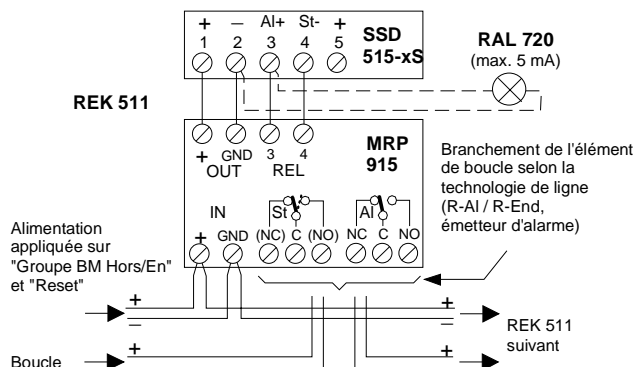 + – Al+ St- +
1 2 3 4 5
SSD
515-xS
RAL 720
(max. 5 mA)
REK 511
+ GND 3 4
OUT REL
MRP
915
Branchement de l'élément
de boucle selon la
technologie de ligne
(R-Al / R-End,
émetteur d'alarme)
IN
St
Al
+ GND (NC) C (NO) NC C NO
Alimentation
appliquée sur
"Groupe BM Hors/En"
et "Reset"
+ +
– –
REK 511
suivant
Boucle
+ +